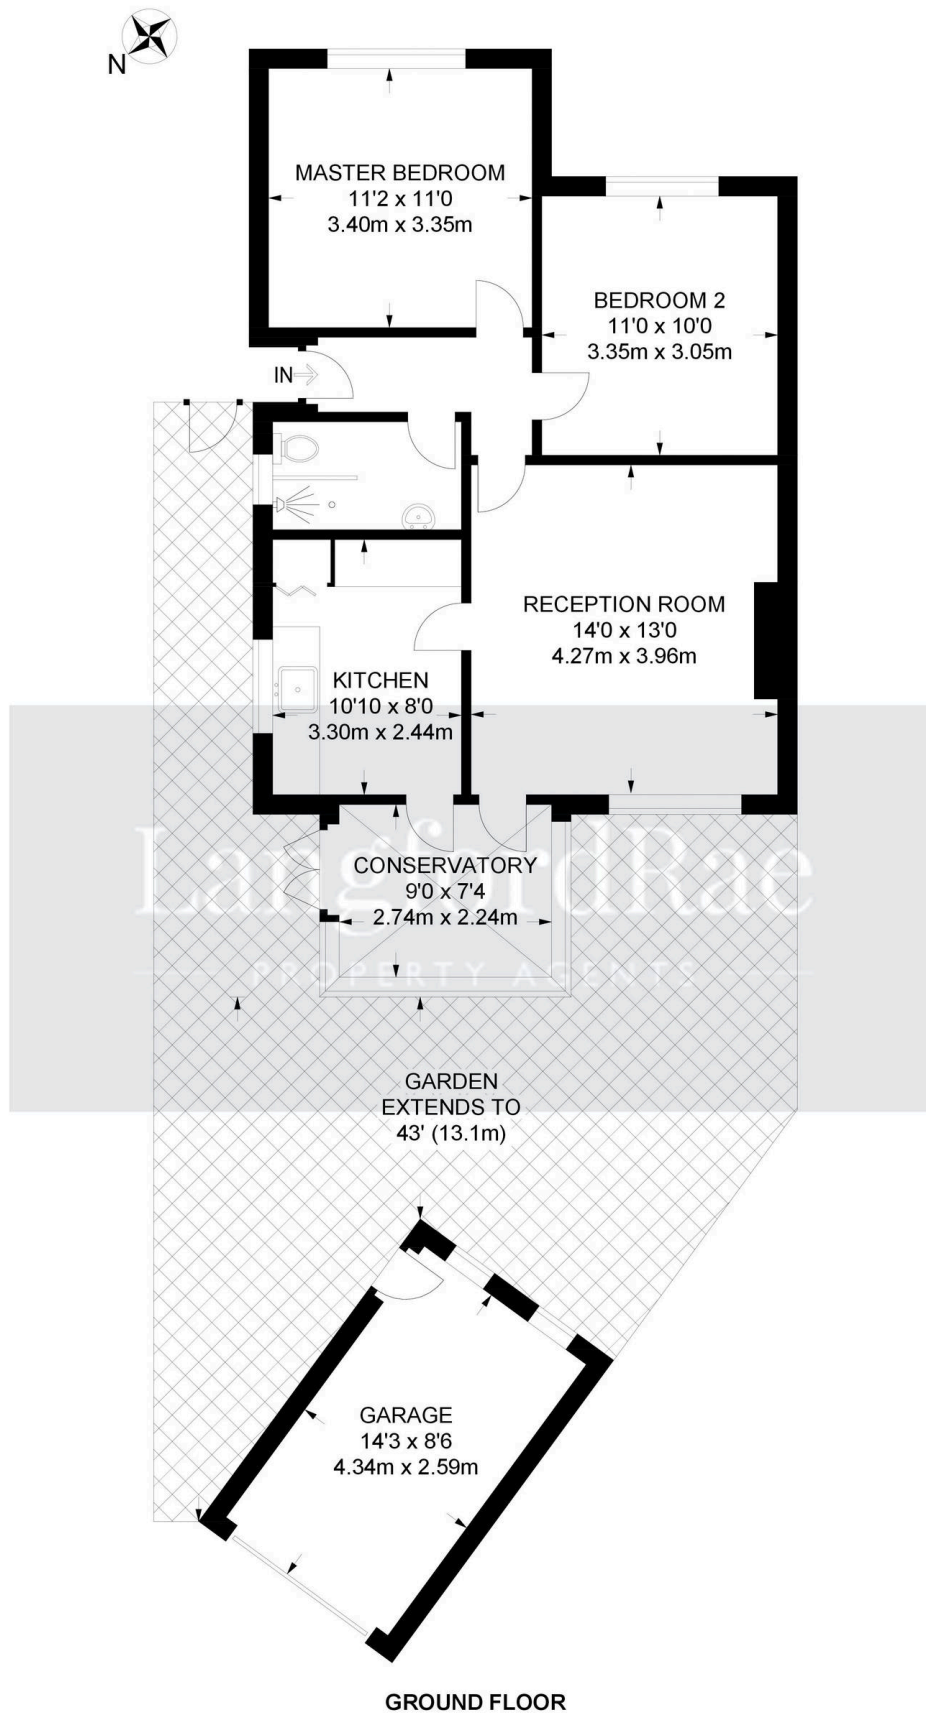 N
MASTER BEDROOM
11'2 x 11'0
3.40m x 3.35m
BEDROOM 2
11'0 x 10'0
3.35m x 3.05m
IN
RECEPTION ROOM
14'0 x 13'0
4.27m x 3.96m
KITCHEN
10'10 x 8'0
3.30m x 2.44m
LangfordRae
PROPERTY AGENTS
CONSERVATORY
9'0 x 7'4
2.74m x 2.24m
GARDEN
EXTENDS TO
43' (13.1m)
GARAGE
14'3 x 8'6
4.34m x 2.59m
GROUND FLOOR